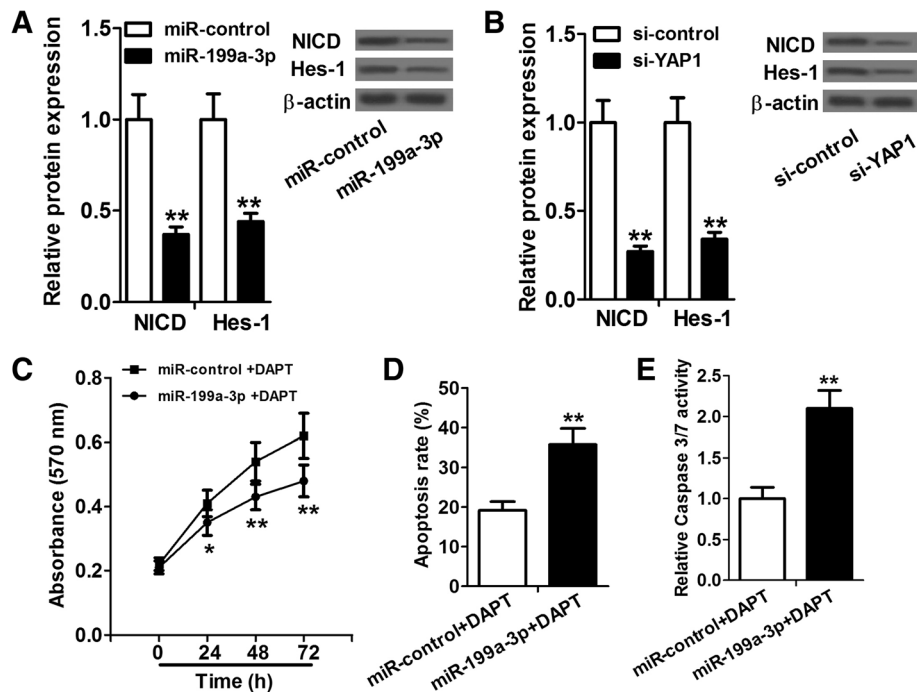 A
Relative protein expression
1.5
1.0
0.5
0.0
miR-control
miR-199a-3p
**
**
NICD
Hes-1
NICD
Hes-1
β-actin
miR-control
miR-199a-3p
B
Relative protein expression
1.5
1.0
0.5
0.0
si-control
si-YAP1
**
**
NICD
Hes-1
NICD
Hes-1
β-actin
si-control
si-YAP1
C
Absorbance (570 nm)
0.8
0.6
0.4
0.2
0.0
miR-control +DAPT
miR-199a-3p +DAPT
*
**
**
0
24
48
72
Time (h)
D
Apoptosis rate (%)
50
40
30
20
10
0
**
miR-control+DAPT
miR-199a-3p+DAPT
E
Relative Caspase 3/7 activity
2.5
2.0
1.5
1.0
0.5
0.0
**
miR-control+DAPT
miR-199a-3p+DAPT